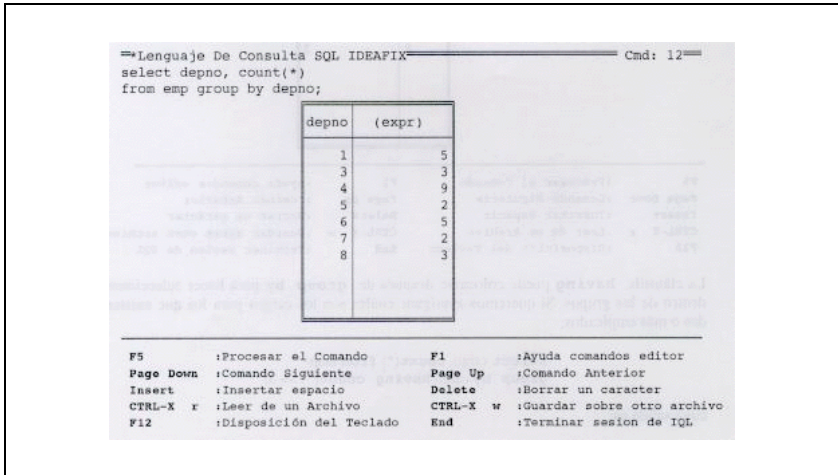 *Lenguaje De Consulta SQL IDEAFIX Cmd: 12
select depno, count(*)
from emp group by depno;
depno (expr)
1 5
3 3
4 9
5 2
6 5
7 2
8 3
F5 :Procesar el Comando F1 :Ayuda comandos editor
Page Down :Comando Siguiente Page Up :Comando Anterior
Insert :Insertar espacio Delete :Borrar un caracter
CTRL-X r :Leer de un Archivo CTRL-X w :Guardar sobre otro archivo
F12 :Disposición del Teclado End :Terminar sesion de IQL